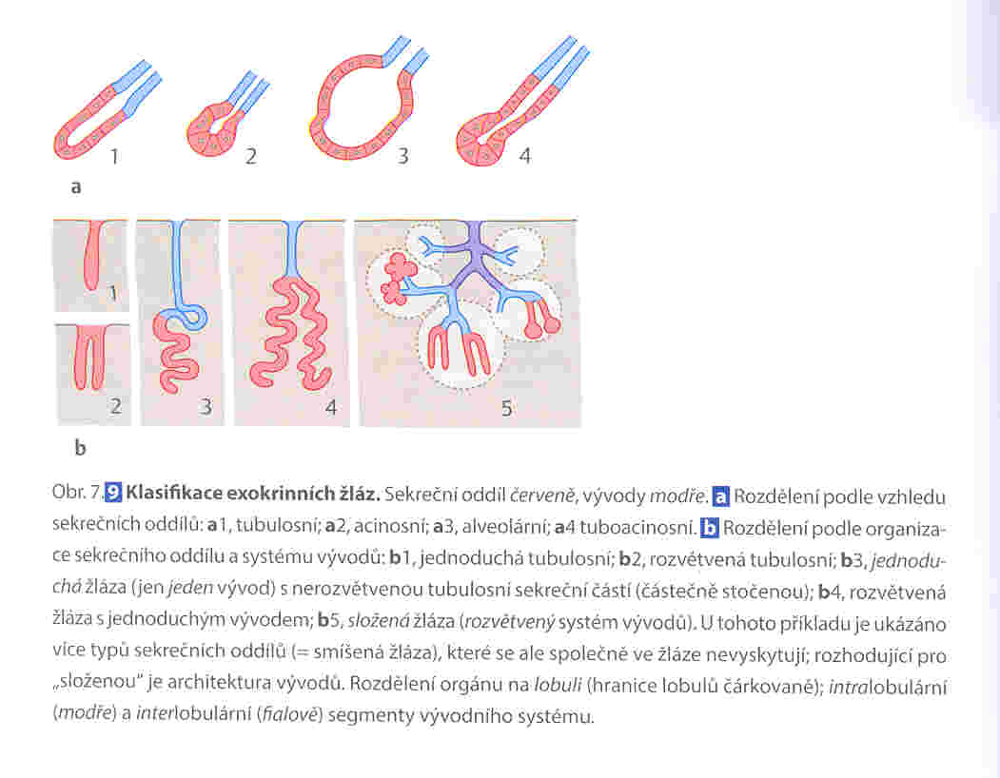 1 2 3 4
a
1
2 3 4 5
b
Obr. 7.9 Klasifikace exokrinních žláz. Sekreční oddíl červeně, vývody modře. a Rozdělení podle vzhledu
sekrečních oddílů: a1, tubulosní; a2, acinosní; a3, alveolární; a4 tuboacinosní. b Rozdělení podle organiza-
ce sekrečního oddílu a systému vývodů: b1, jednoduchá tubulosní; b2, rozvětvená tubulosní; b3, jednodu-
chá žláza (jen jeden vývod) s nerozvětvenou tubulosní sekreční částí (částečně stočenou); b4, rozvětvená
žláza s jednoduchým vývodem; b5, složená žláza (rozvětvený systém vývodů). U tohoto příkladu je ukázáno
více typů sekrečních oddílů (= smíšená žláza), které se ale společně ve žláze nevyskytují; rozhodující pro
„složenou“ je architektura vývodů. Rozdělení orgánu na lobuli (hranice lobulů čárkovaně); intralobulární
(modře) a interlobulární (fialově) segmenty vývodního systému.